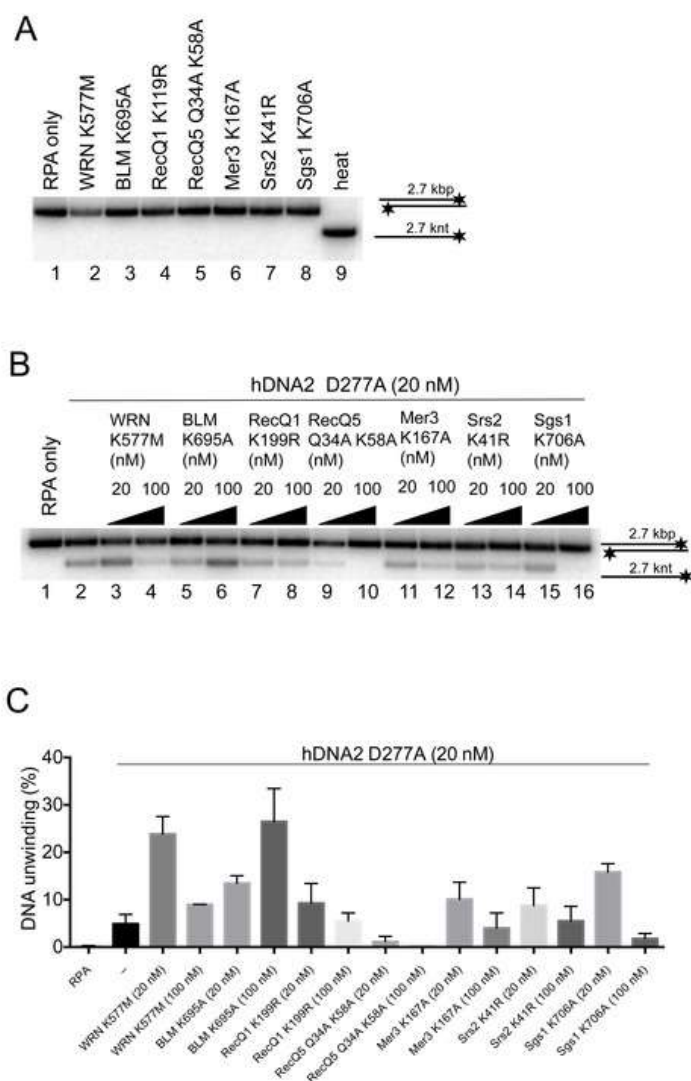 A
RPA only
WRN K577M
BLM K695A
RecQ1 K119R
RecQ5 Q34A K58A
Mer3 K167A
Srs2 K41R
Sgs1 K706A
heat
2.7 kbp
2.7 knt
1 2 3 4 5 6 7 8 9
B
hDNA2 D277A (20 nM)
RPA only
WRN BLM RecQ1 RecQ5 Mer3 Srs2 Sgs1
K577M K695A K199R Q34A K58A K167A K41R K706A
(nM) (nM) (nM) (nM) (nM) (nM) (nM)
20 100 20 100 20 100 20 100 20 100 20 100 20 100
2.7 kbp
2.7 knt
1 2 3 4 5 6 7 8 9 10 11 12 13 14 15 16
C
hDNA2 D277A (20 nM)
DNA unwinding (%)
40
30
20
10
0
RPA
–
WRN K577M (20 nM)
WRN K577M (100 nM)
BLM K695A (20 nM)
BLM K695A (100 nM)
RecQ1 K199R (20 nM)
RecQ1 K199R (100 nM)
RecQ5 Q34A K58A (20 nM)
RecQ5 Q34A K58A (100 nM)
Mer3 K167A (20 nM)
Mer3 K167A (100 nM)
Srs2 K41R (20 nM)
Srs2 K41R (100 nM)
Sgs1 K706A (20 nM)
Sgs1 K706A (100 nM)